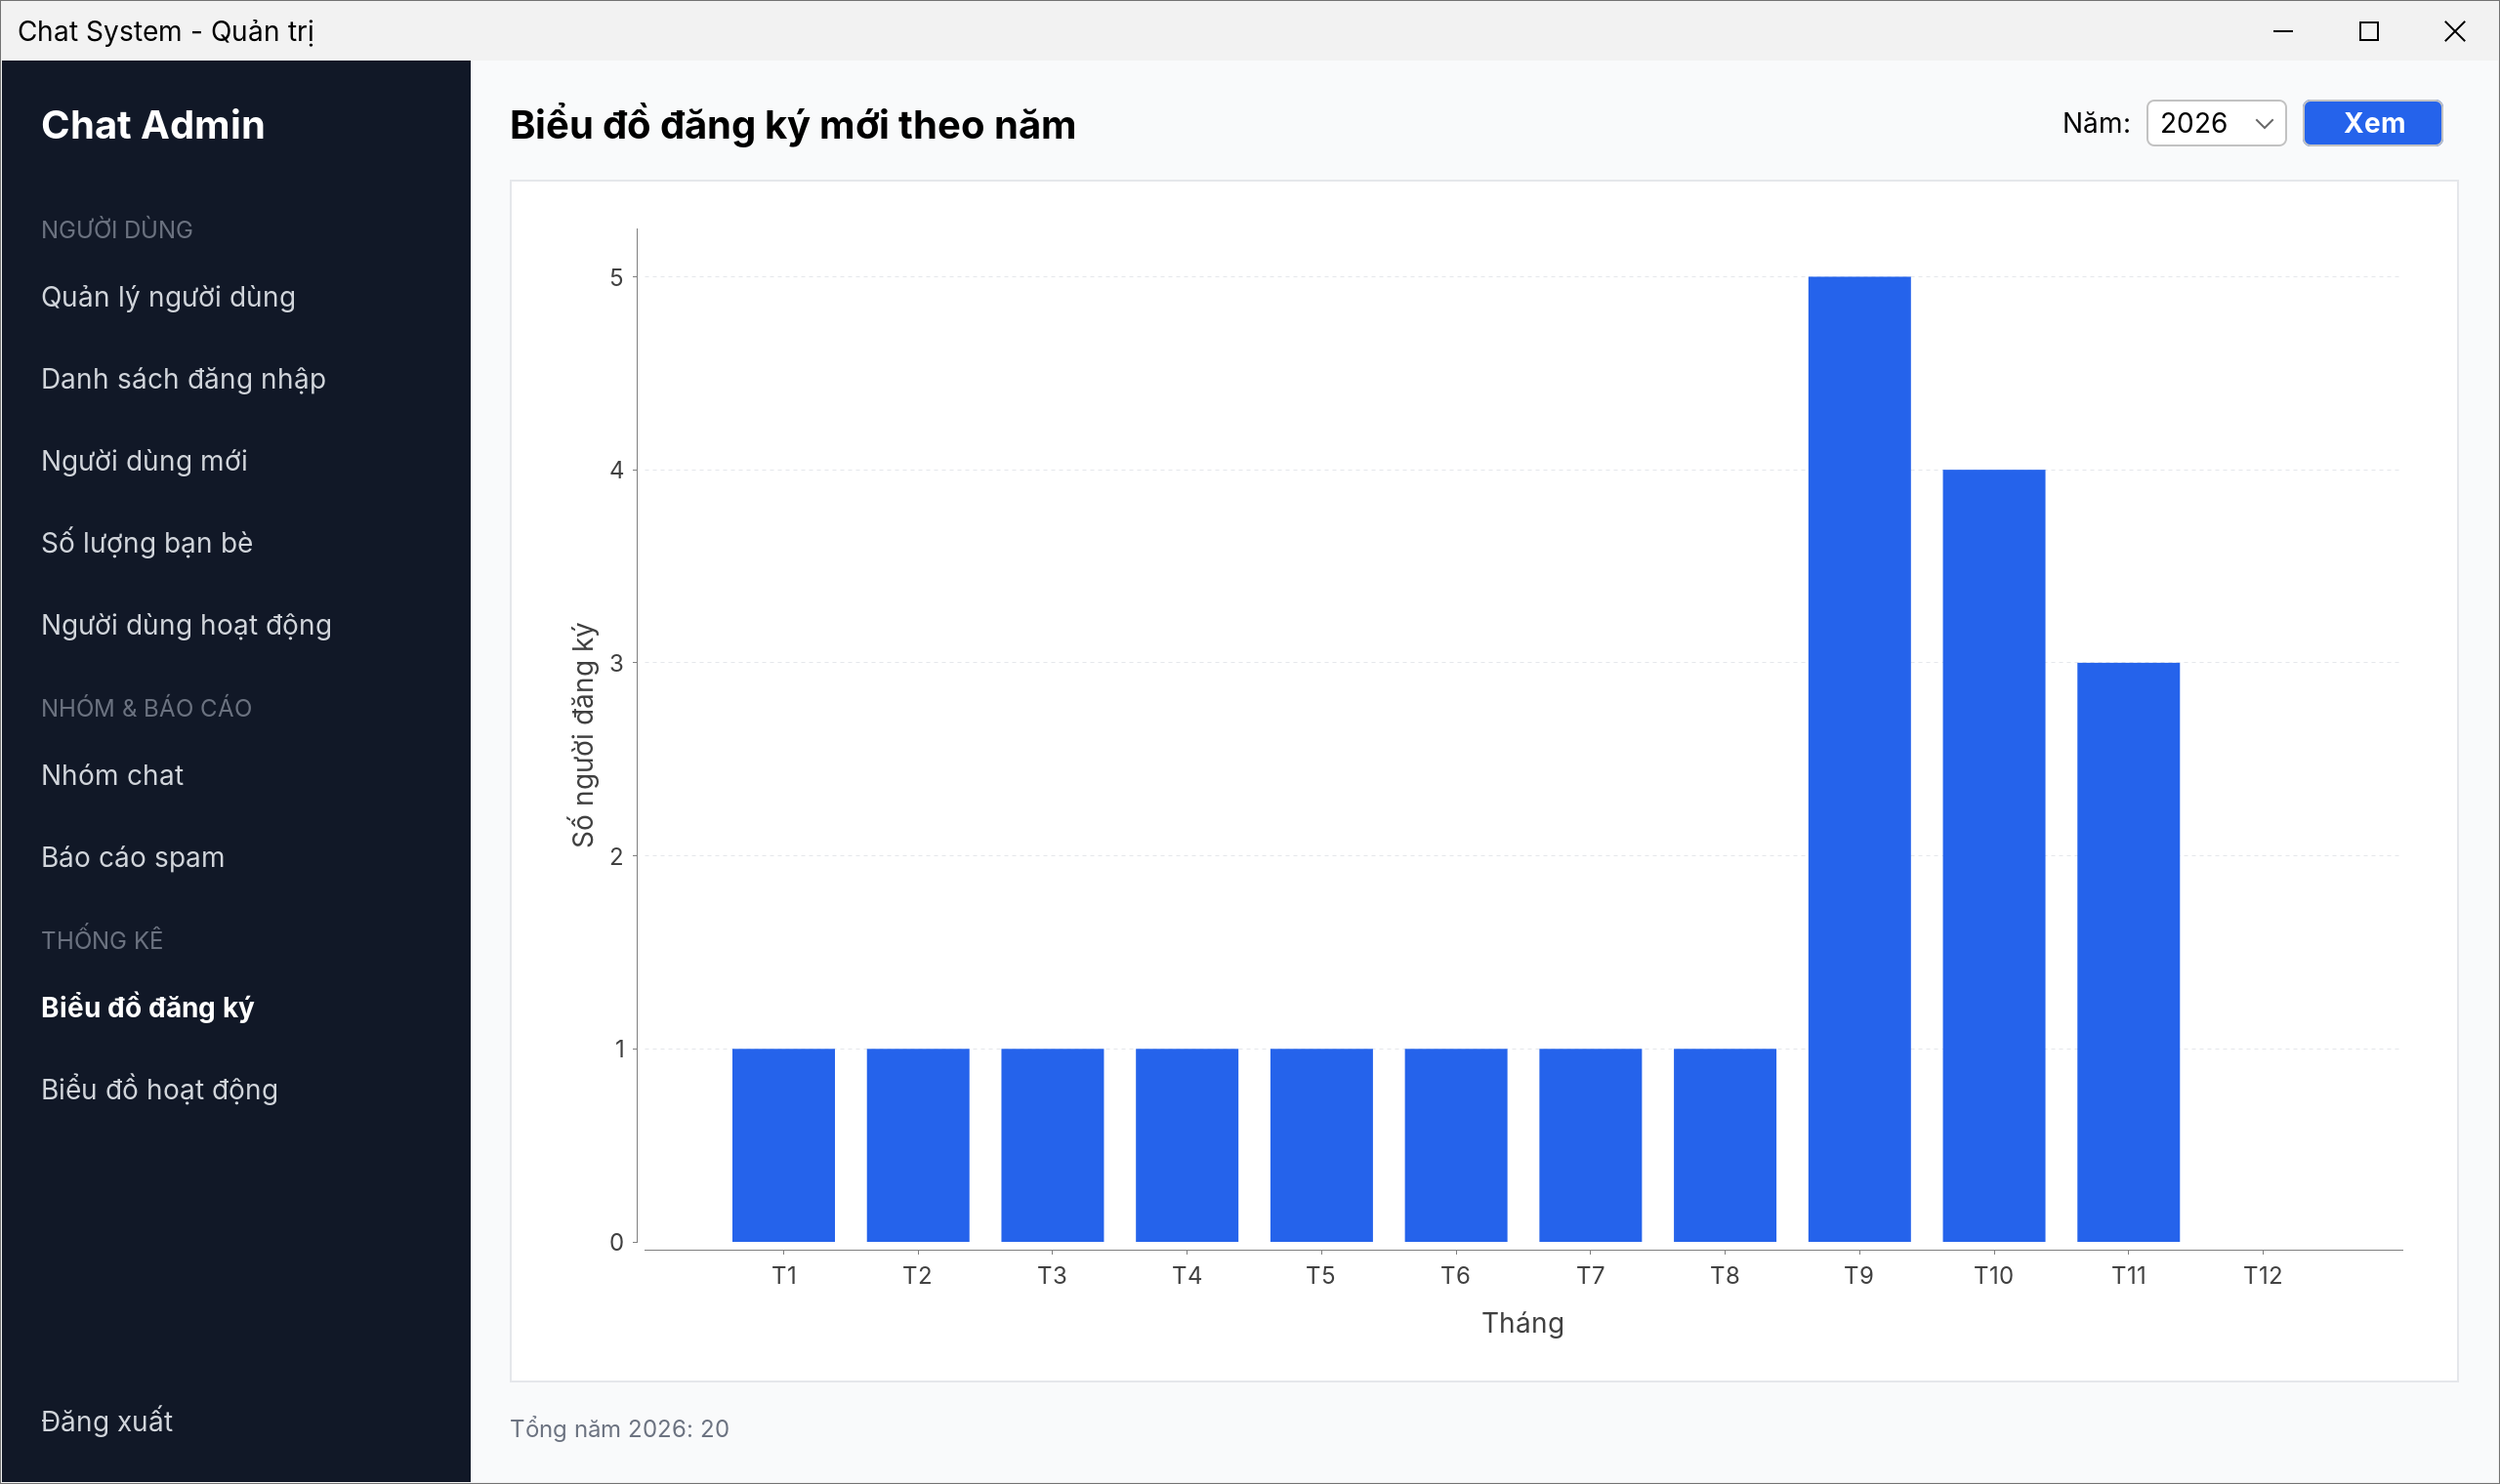 Chat System - Quản trị
Chat Admin
NGƯỜI DÙNG
Quản lý người dùng
Danh sách đăng nhập
Người dùng mới
Số lượng bạn bè
Người dùng hoạt động
NHÓM & BÁO CÁO
Nhóm chat
Báo cáo spam
THỐNG KÊ
Biểu đồ đăng ký
Biểu đồ hoạt động
Đăng xuất
Biểu đồ đăng ký mới theo năm
Năm: 2026 Xem
Số người đăng ký
5
4
3
2
1
0
T1 T2 T3 T4 T5 T6 T7 T8 T9 T10 T11 T12
Tháng
Tổng năm 2026: 20